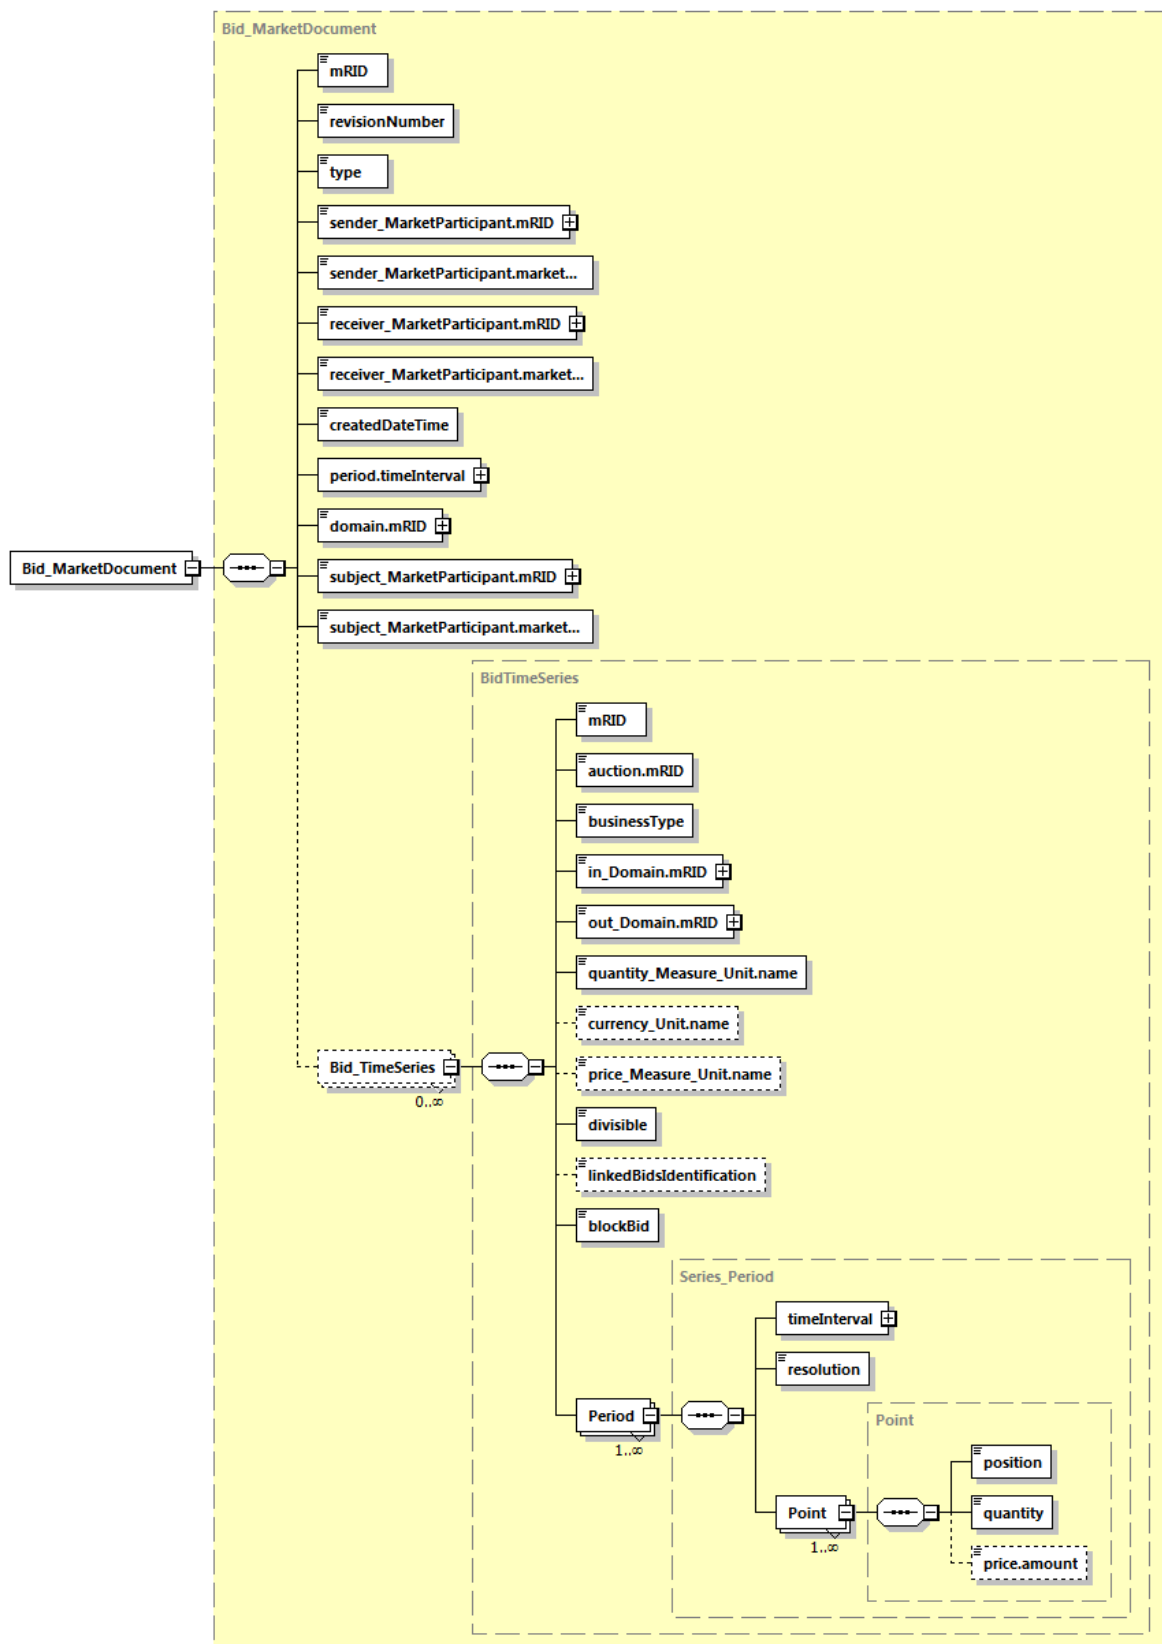 Bid_MarketDocument
mRID
revisionNumber
type
sender_MarketParticipant.mRID
sender_MarketParticipant.market...
receiver_MarketParticipant.mRID
receiver_MarketParticipant.market...
createdDateTime
period.timeInterval
domain.mRID
Bid_MarketDocument
subject_MarketParticipant.mRID
subject_MarketParticipant.market...
BidTimeSeries
mRID
auction.mRID
businessType
in_Domain.mRID
out_Domain.mRID
quantity_Measure_Unit.name
currency_Unit.name
Bid_TimeSeries
0..∞
price_Measure_Unit.name
divisible
linkedBidsIdentification
blockBid
Series_Period
timeInterval
resolution
Period
1..∞
Point
position
Point
1..∞
quantity
price.amount